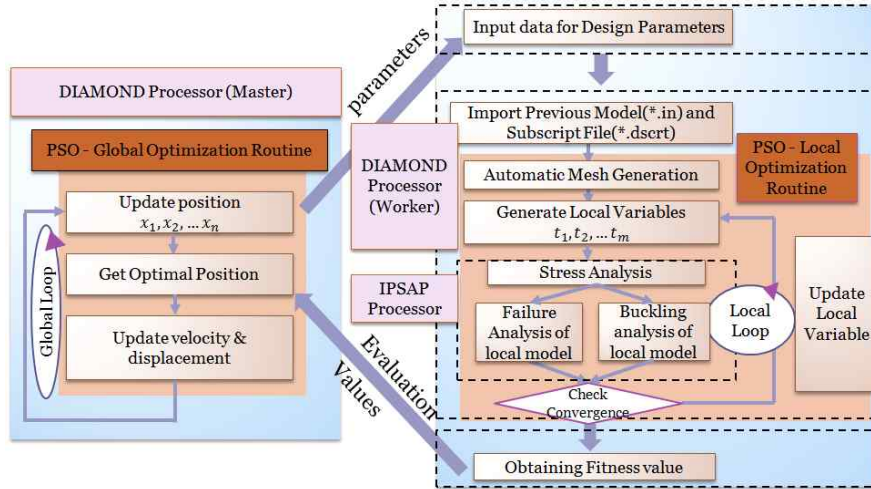 DIAMOND Processor (Master)
PSO - Global Optimization Routine
Update position
x₁, x₂, … xₙ
Get Optimal Position
Update velocity &
displacement
Global Loop
parameters
Evaluation
Values
Input data for Design Parameters
Import Previous Model(*.in) and
Subscript File(*.dscrt)
DIAMOND
Processor
(Worker)
PSO - Local
Optimization
Routine
Automatic Mesh Generation
Generate Local Variables
t₁, t₂, … tₘ
IPSAP
Processor
Stress Analysis
Failure
Analysis of
local model
Buckling
analysis of
local model
Local
Loop
Update
Local
Variable
Check
Convergence
Obtaining Fitness value